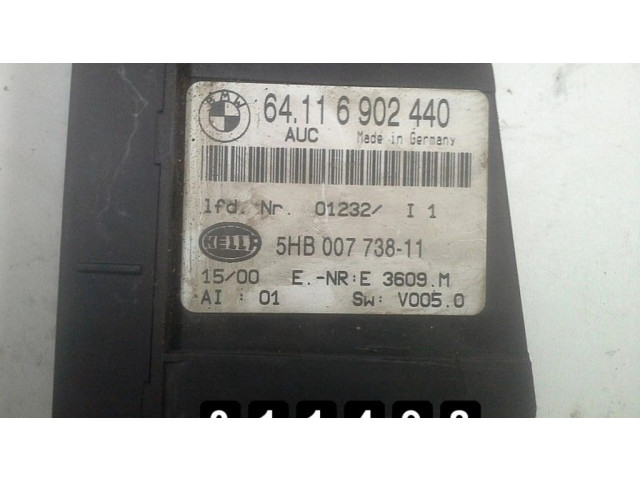 BMW
64.11 6 902 440
AUC Made in Germany
lfd. Nr. 01232/ I 1
HELLA 5HB 007 738-11
15/00 E.-NR:E 3609.M
AI : 01 Sw: V005.0
011498